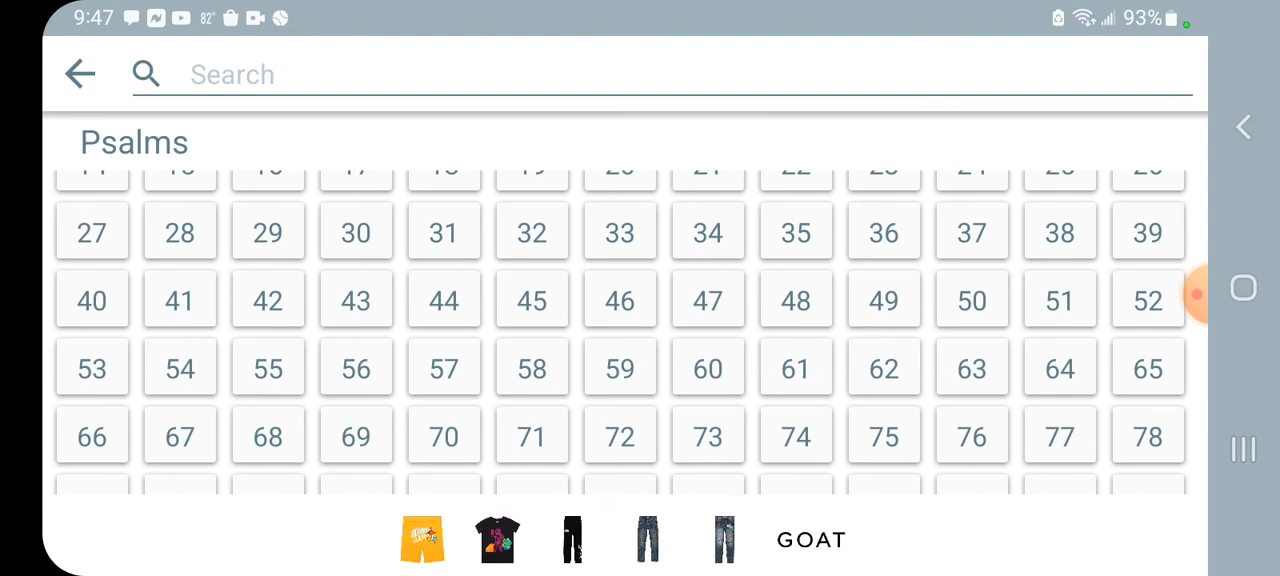 9:47 82° 93%
Search
Psalms
27 28 29 30 31 32 33 34 35 36 37 38 39
40 41 42 43 44 45 46 47 48 49 50 51 52
53 54 55 56 57 58 59 60 61 62 63 64 65
66 67 68 69 70 71 72 73 74 75 76 77 78
GOAT